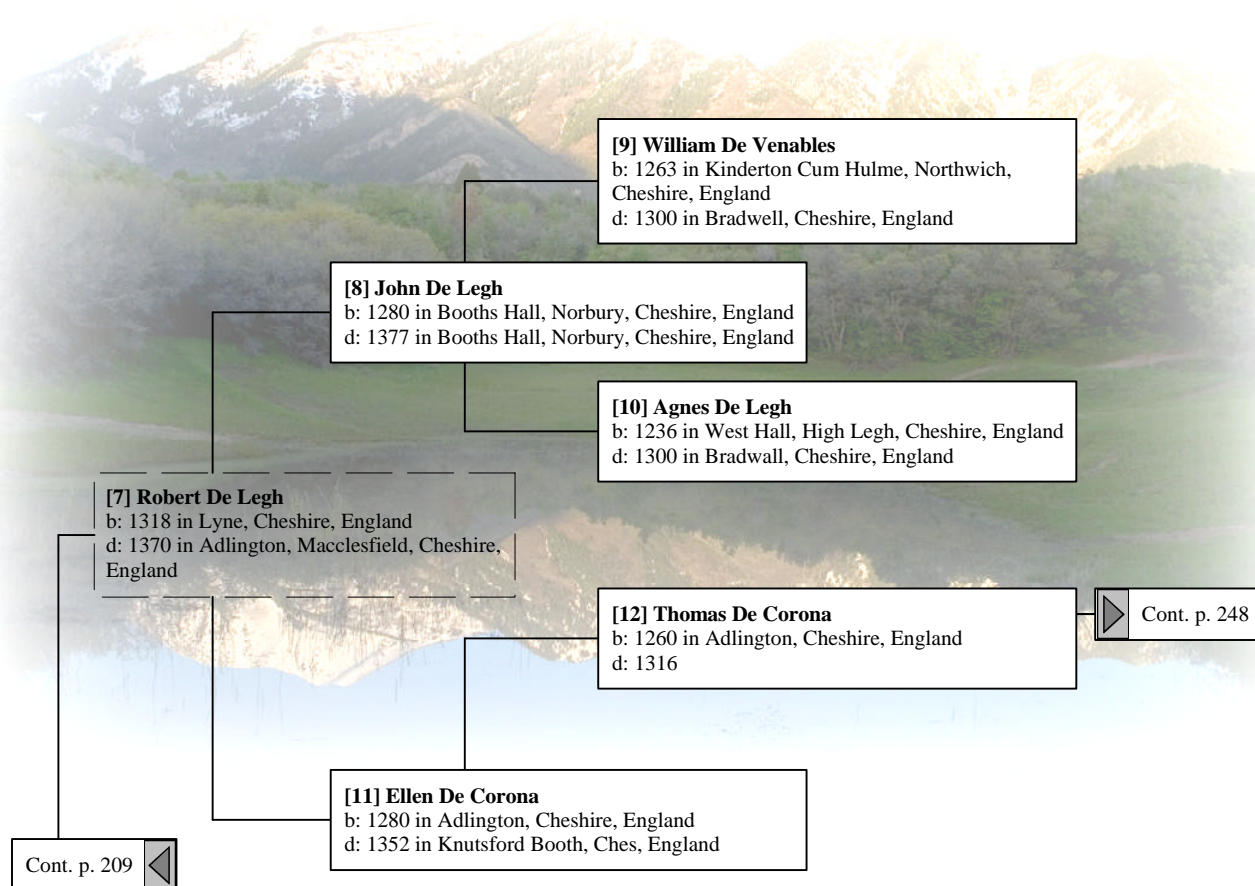 [9] William De Venables
b: 1263 in Kinderton Cum Hulme, Northwich,
Cheshire, England
d: 1300 in Bradwell, Cheshire, England
[8] John De Legh
b: 1280 in Booths Hall, Norbury, Cheshire, England
d: 1377 in Booths Hall, Norbury, Cheshire, England
[10] Agnes De Legh
b: 1236 in West Hall, High Legh, Cheshire, England
d: 1300 in Bradwall, Cheshire, England
[7] Robert De Legh
b: 1318 in Lyne, Cheshire, England
d: 1370 in Adlington, Macclesfield, Cheshire,
England
[12] Thomas De Corona
b: 1260 in Adlington, Cheshire, England
d: 1316
Cont. p. 248
[11] Ellen De Corona
b: 1280 in Adlington, Cheshire, England
d: 1352 in Knutsford Booth, Ches, England
Cont. p. 209